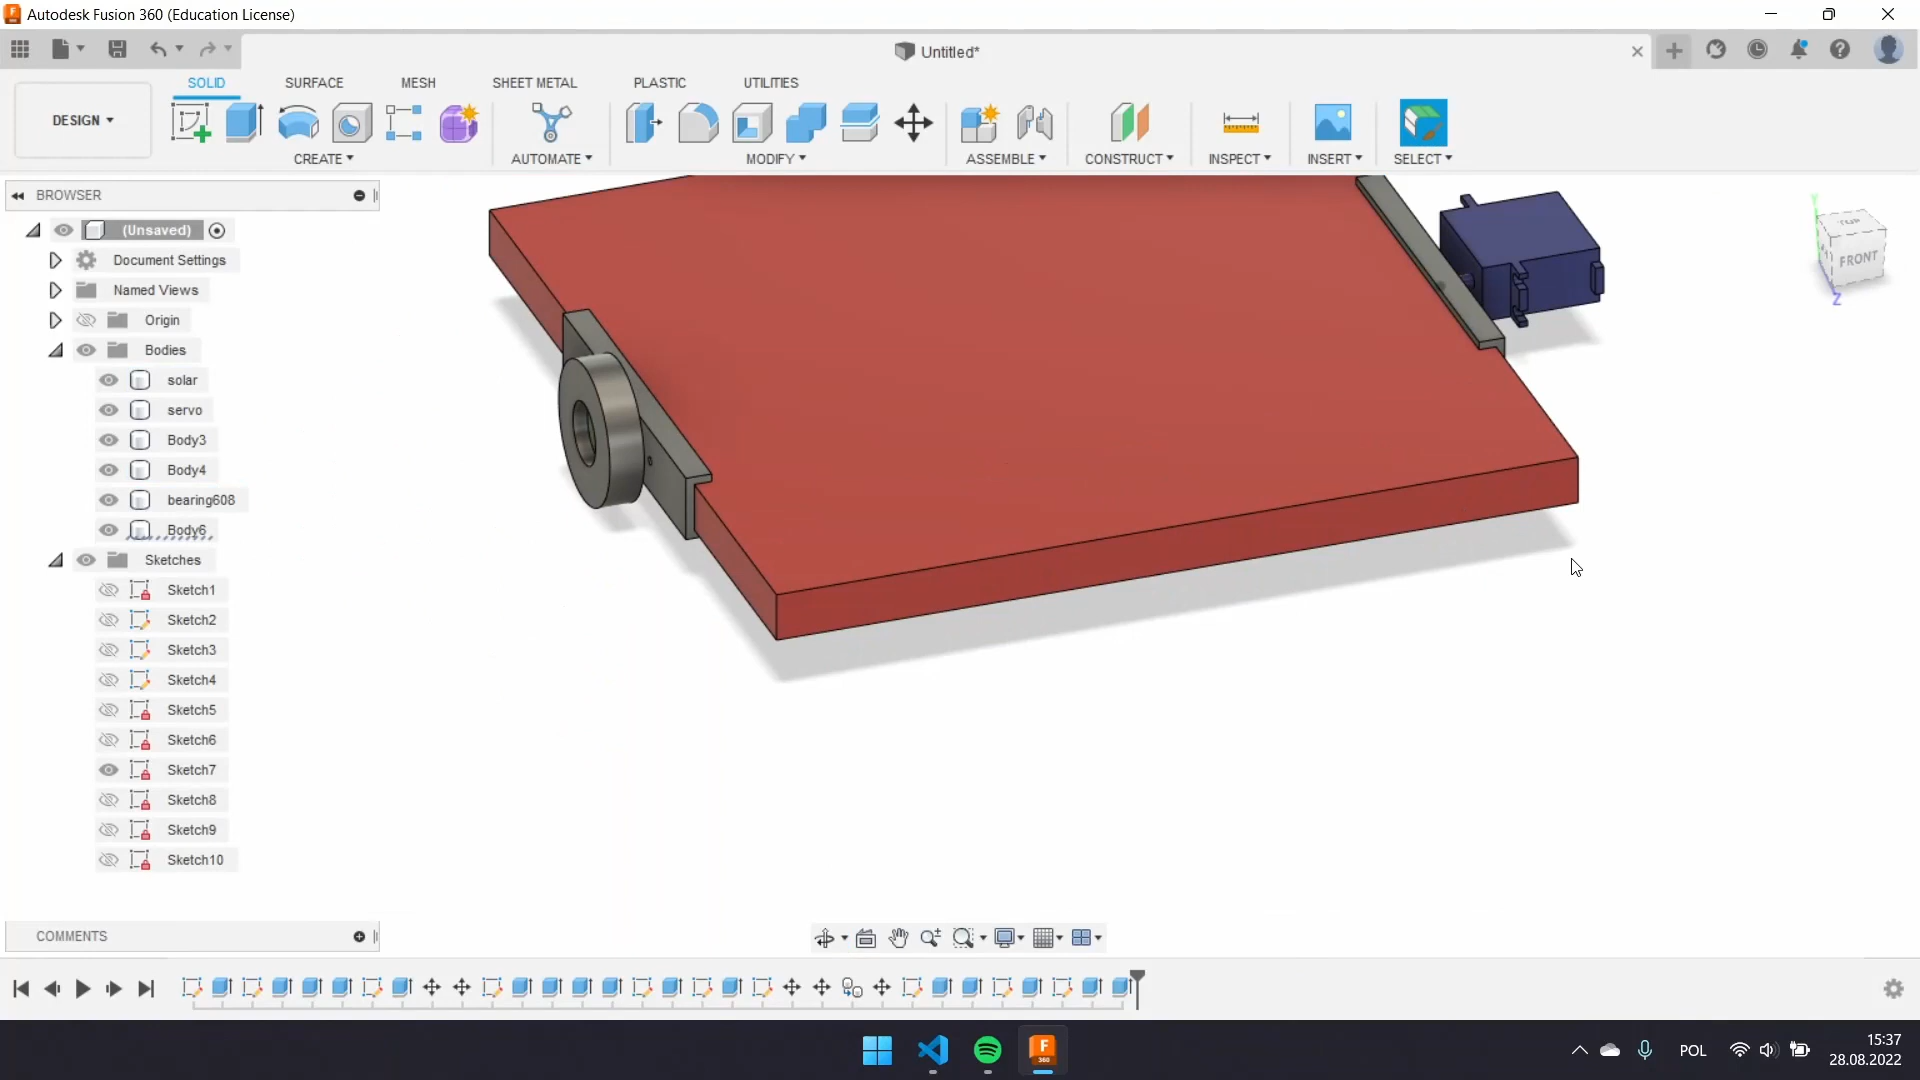 Autodesk Fusion 360 (Education License)
Untitled*
SOLID SURFACE MESH SHEET METAL PLASTIC UTILITIES
DESIGN
CREATE AUTOMATE MODIFY ASSEMBLE CONSTRUCT INSPECT INSERT SELECT
BROWSER
(Unsaved)
Document Settings
Named Views
Origin
Bodies
solar
servo
Body3
Body4
bearing608
Body6
Sketches
Sketch1
Sketch2
Sketch3
Sketch4
Sketch5
Sketch6
Sketch7
Sketch8
Sketch9
Sketch10
TOP
FRONT
Z
COMMENTS
F
360
POL
15:37
28.08.2022